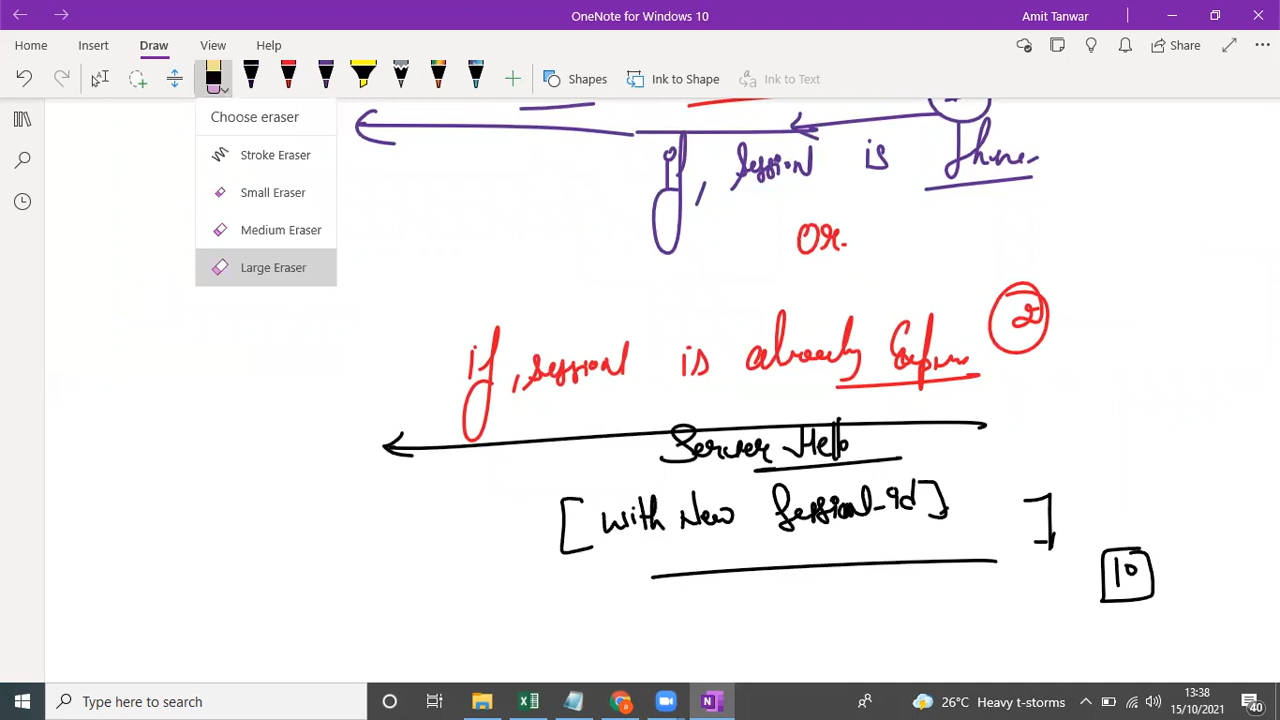 OneNote for Windows 10
Amit Tanwar
Home Insert Draw View Help
Share
Shapes
Ink to Shape
Ink to Text
Choose eraser
Stroke Eraser
Small Eraser
Medium Eraser
Large Eraser
if, session is
OR.
2
if, session is already
Server Hello
[ with New Session-Id ] ]
10
Type here to search
26°C Heavy t-storms
13:38
15/10/2021
40